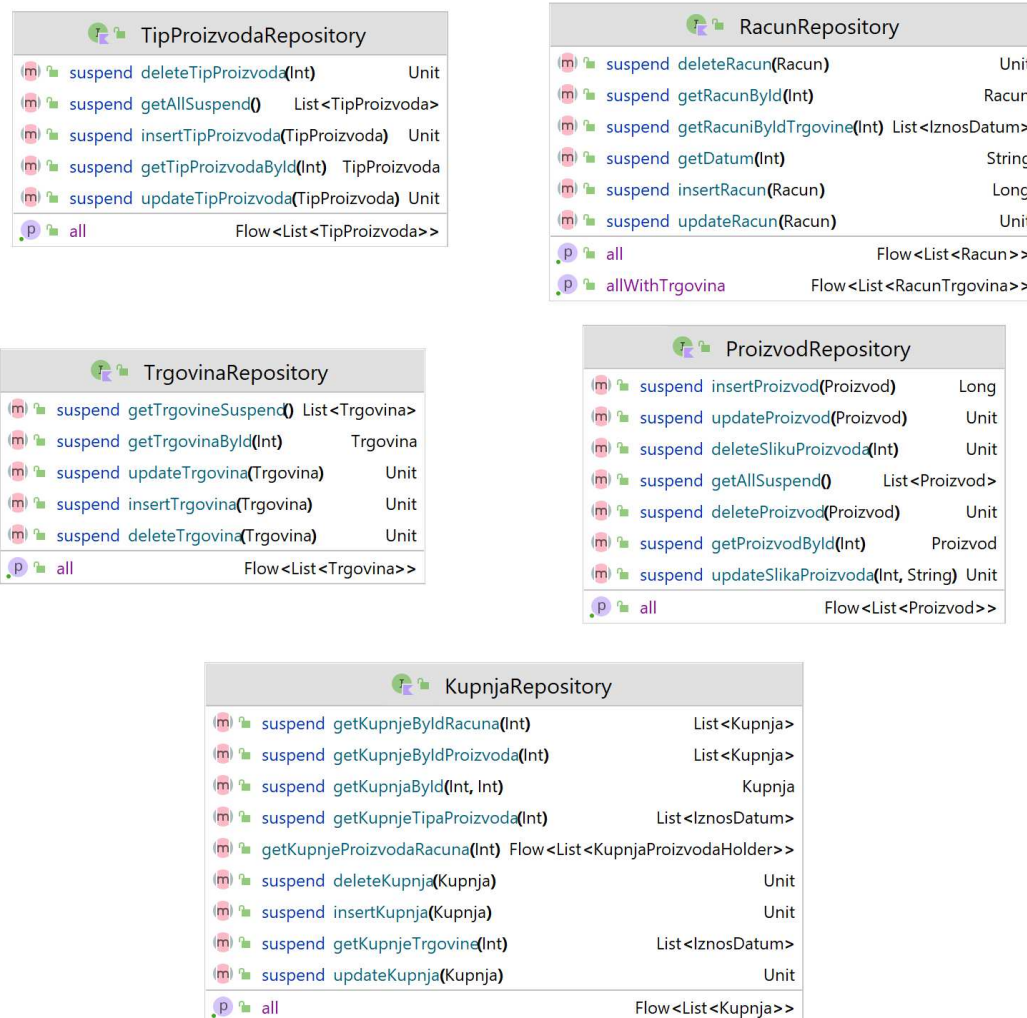 TipProizvodaRepository
suspend deleteTipProizvoda(Int) Unit
suspend getAllSuspend() List<TipProizvoda>
suspend insertTipProizvoda(TipProizvoda) Unit
suspend getTipProizvodaById(Int) TipProizvoda
suspend updateTipProizvoda(TipProizvoda) Unit
all Flow<List<TipProizvoda>>
RacunRepository
suspend deleteRacun(Racun) Unit
suspend getRacunById(Int) Racun
suspend getRacuniByIdTrgovine(Int) List<IznosDatum>
suspend getDatum(Int) String
suspend insertRacun(Racun) Long
suspend updateRacun(Racun) Unit
all Flow<List<Racun>>
allWithTrgovina Flow<List<RacunTrgovina>>
TrgovinaRepository
suspend getTrgovineSuspend() List<Trgovina>
suspend getTrgovinaById(Int) Trgovina
suspend updateTrgovina(Trgovina) Unit
suspend insertTrgovina(Trgovina) Unit
suspend deleteTrgovina(Trgovina) Unit
all Flow<List<Trgovina>>
ProizvodRepository
suspend insertProizvod(Proizvod) Long
suspend updateProizvod(Proizvod) Unit
suspend deleteSlikuProizvoda(Int) Unit
suspend getAllSuspend() List<Proizvod>
suspend deleteProizvod(Proizvod) Unit
suspend getProizvodById(Int) Proizvod
suspend updateSlikaProizvoda(Int, String) Unit
all Flow<List<Proizvod>>
KupnjaRepository
suspend getKupnjeByIdRacuna(Int) List<Kupnja>
suspend getKupnjeByIdProizvoda(Int) List<Kupnja>
suspend getKupnjaById(Int, Int) Kupnja
suspend getKupnjeTipaProizvoda(Int) List<IznosDatum>
getKupnjeProizvodaRacuna(Int) Flow<List<KupnjaProizvodaHolder>>
suspend deleteKupnja(Kupnja) Unit
suspend insertKupnja(Kupnja) Unit
suspend getKupnjeTrgovine(Int) List<IznosDatum>
suspend updateKupnja(Kupnja) Unit
all Flow<List<Kupnja>>